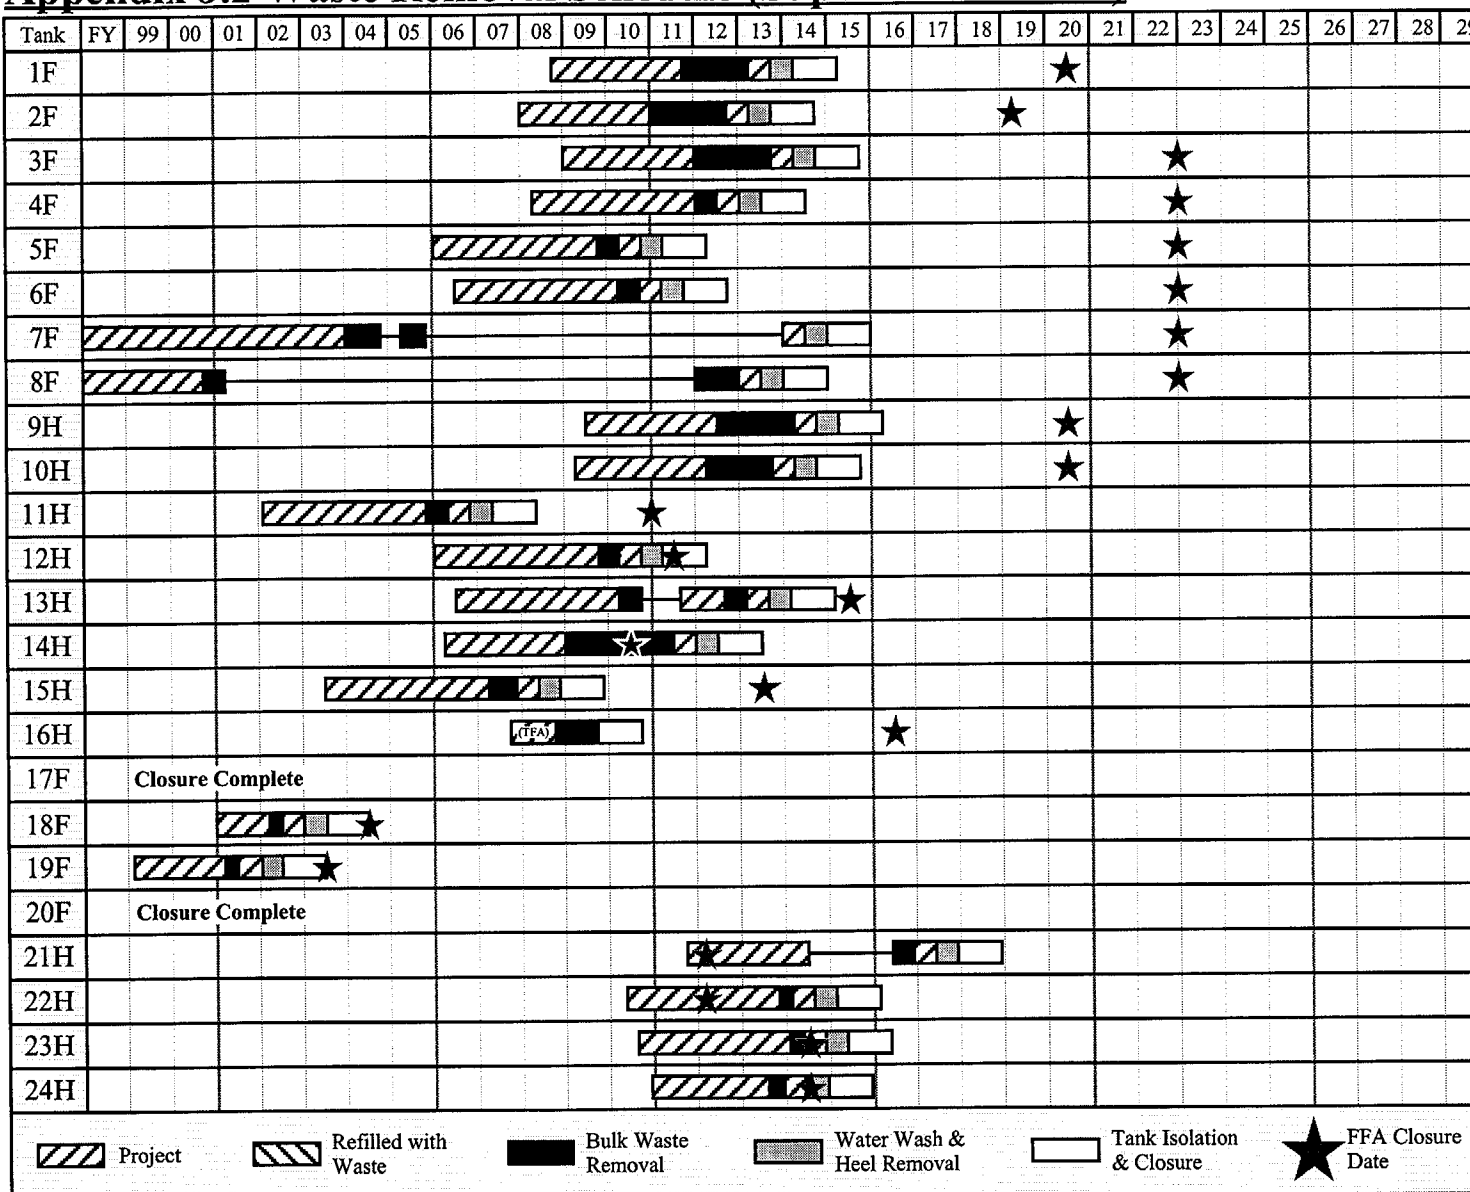 Tank FY 99 00 01 02 03 04 05 06 07 08 09 10 11 12 13 14 15 16 17 18 19 20 21 22 23 24 25 26 27 28
1F
2F
3F
4F
5F
6F
7F
8F
9H
10H
11H
12H
13H
14H
15H
16H (TFA)
17F Closure Complete
18F
19F
20F Closure Complete
21H
22H
23H
24H
Project
Refilled with
Waste
Bulk Waste
Removal
Water Wash &
Heel Removal
Tank Isolation
& Closure
FFA Closure
Date